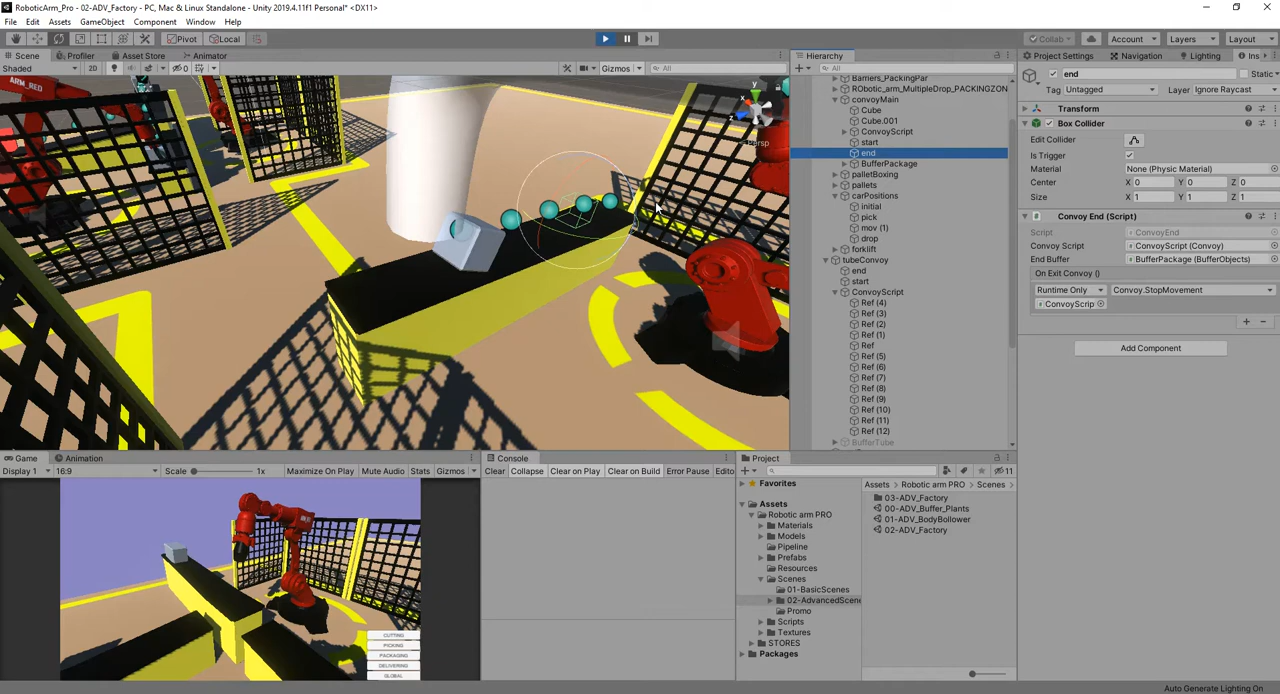 RoboticArm_Pro - 02-ADV_Factory - PC, Mac & Linux Standalone - Unity 2019.4.11f1 Personal* <DX11>
File Edit Assets GameObject Component Window Help
Pivot Local Collab Account Layers Layout
Scene Profiler Asset Store Animator
Shaded 2D 0 Gizmos All
ARM_RED
y
x
z
Persp
Hierarchy
All
Barriers_PackingPar
RObotic_arm_MultipleDrop_PACKINGZON
convoyMain
Cube
Cube.001
ConvoyScript
start
end
BufferPackage
palletBoxing
pallets
carPositions
initial
pick
mov (1)
drop
forklift
tubeConvoy
end
start
ConvoyScript
Ref (4)
Ref (3)
Ref (2)
Ref (1)
Ref
Ref (5)
Ref (6)
Ref (7)
Ref (8)
Ref (9)
Ref (10)
Ref (11)
Ref (12)
BufferTube
Project Settings Navigation Lighting Ins
end Static
Tag Untagged Layer Ignore Raycast
Transform
Box Collider
Edit Collider
Is Trigger
Material None (Physic Material)
Center X 0 Y 0 Z 0
Size X 1 Y 1 Z 1
Convoy End (Script)
Script ConvoyEnd
Convoy Script ConvoyScript (Convoy)
End Buffer BufferPackage (BufferObjects)
On Exit Convoy ()
Runtime Only Convoy.StopMovement
ConvoyScrip
Add Component
Game Animation
Display 1 16:9 Scale 1x Maximize On Play Mute Audio Stats Gizmos
CUTTING
PICKING
PACKAGING
DELIVERING
GLOBAL
Console
Clear Collapse Clear on Play Clear on Build Error Pause Edito
Project
11
Favorites
Assets
Robotic arm PRO
Materials
Models
Pipeline
Prefabs
Resources
Scenes
01-BasicScenes
02-AdvancedScene
Promo
Scripts
Textures
STORES
Packages
Assets Robotic arm PRO Scenes
03-ADV_Factory
00-ADV_Buffer_Plants
01-ADV_BodyBollower
02-ADV_Factory
Auto Generate Lighting On